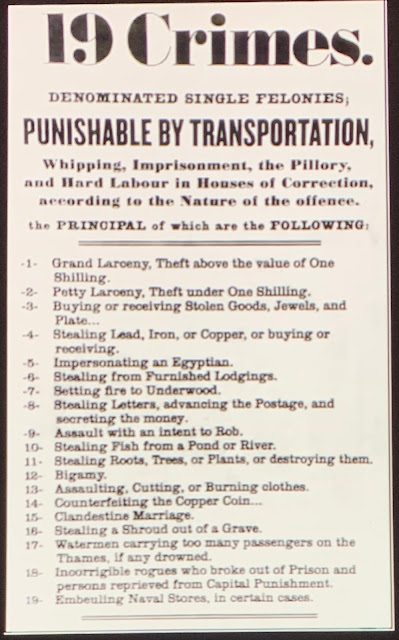 19 Crimes.
DENOMINATED SINGLE FELONIES;
PUNISHABLE BY TRANSPORTATION,
Whipping, Imprisonment, the Pillory,
and Hard Labour in Houses of Correction,
according to the Nature of the offence.
the PRINCIPAL of which are the FOLLOWING:
-1- Grand Larceny, Theft above the value of One
Shilling.
-2- Petty Larceny, Theft under One Shilling.
-3- Buying or receiving Stolen Goods, Jewels, and
Plate...
-4- Stealing Lead, Iron, or Copper, or buying or
receiving.
-5- Impersonating an Egyptian.
-6- Stealing from Furnished Lodgings.
-7- Setting fire to Underwood.
-8- Stealing Letters, advancing the Postage, and
secreting the money.
-9- Assault with an intent to Rob.
10- Stealing Fish from a Pond or River.
11- Stealing Roots, Trees, or Plants, or destroying them.
12- Bigamy.
13- Assaulting, Cutting, or Burning clothes.
14- Counterfeiting the Copper Coin...
15- Clandestine Marriage.
16- Stealing a Shroud out of a Grave.
17- Watermen carrying too many passengers on the
Thames, if any drowned.
18- Incorrigible rogues who broke out of Prison and
persons reprieved from Capital Punishment.
19- Embeuling Naval Stores, in certain cases.